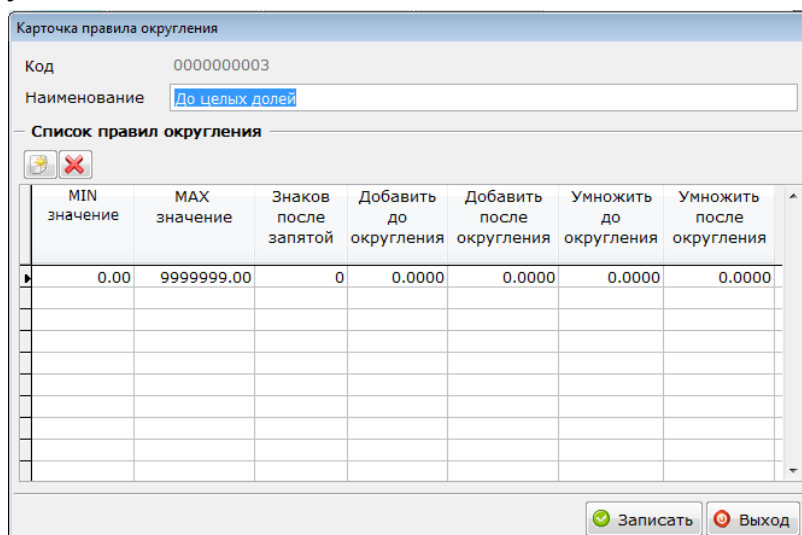 Карточка правила округления
Код 0000000003
Наименование До целых долей
Список правил округления
MIN значение MAX значение Знаков после запятой Добавить до округления Добавить после округления Умножить до округления Умножить после округления
0.00 9999999.00 0 0.0000 0.0000 0.0000 0.0000
Записать Выход